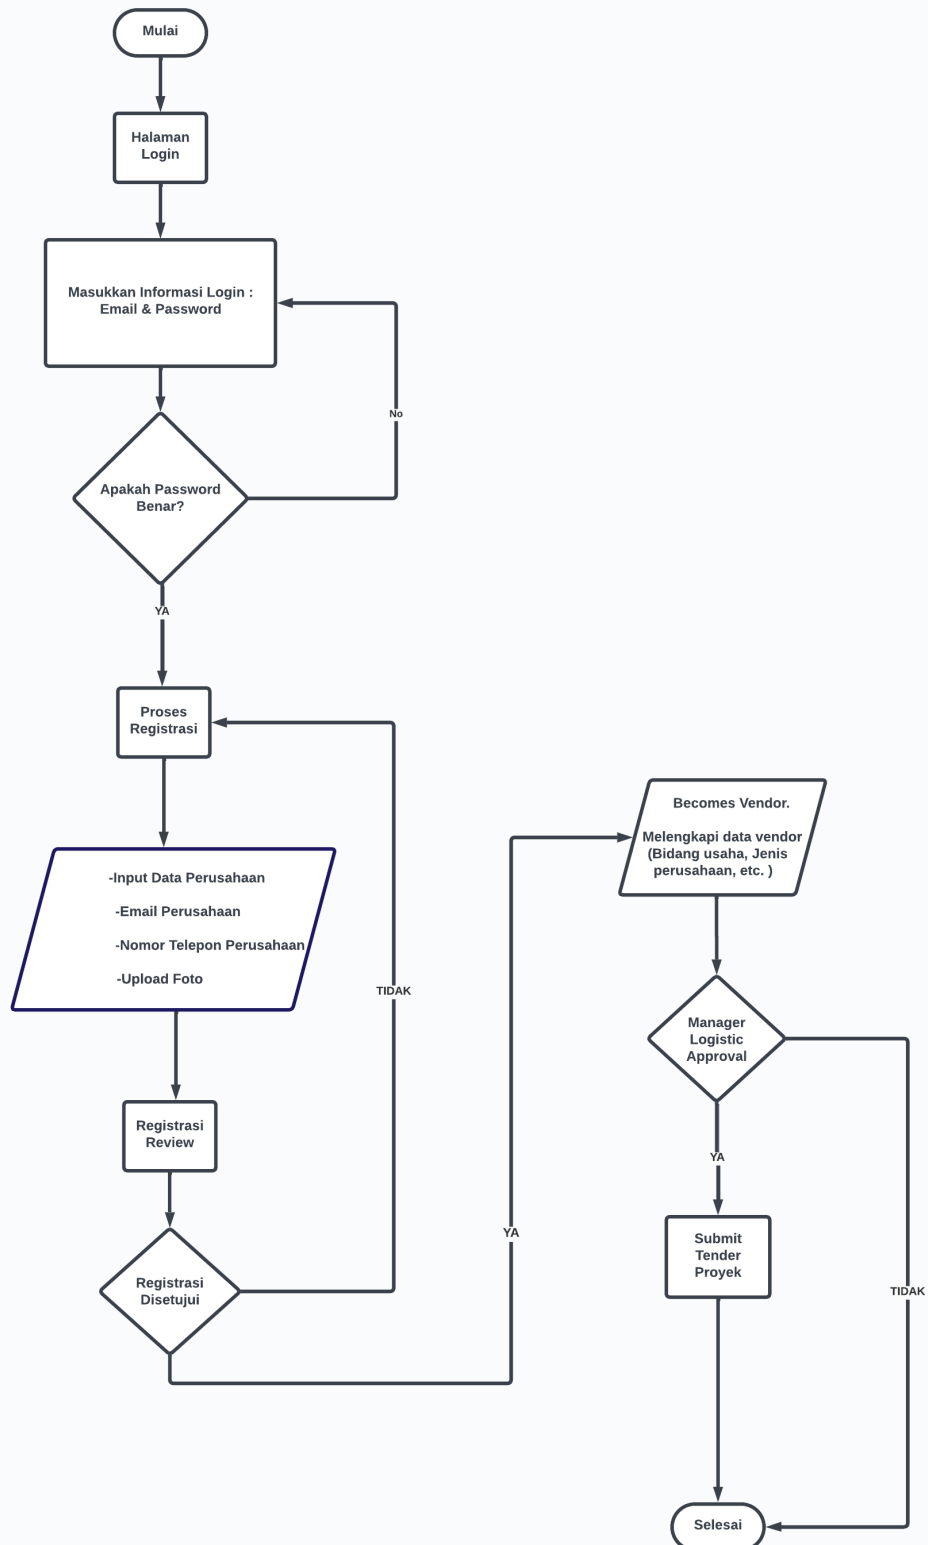 Mulai
Halaman
Login
Masukkan Informasi Login :
Email & Password
No
Apakah Password
Benar?
YA
Proses
Registrasi
-Input Data Perusahaan
-Email Perusahaan
-Nomor Telepon Perusahaan
-Upload Foto
TIDAK
Registrasi
Review
Registrasi
Disetujui
YA
Becomes Vendor.
Melengkapi data vendor
(Bidang usaha, Jenis
perusahaan, etc. )
Manager
Logistic
Approval
YA
Submit
Tender
Proyek
TIDAK
Selesai